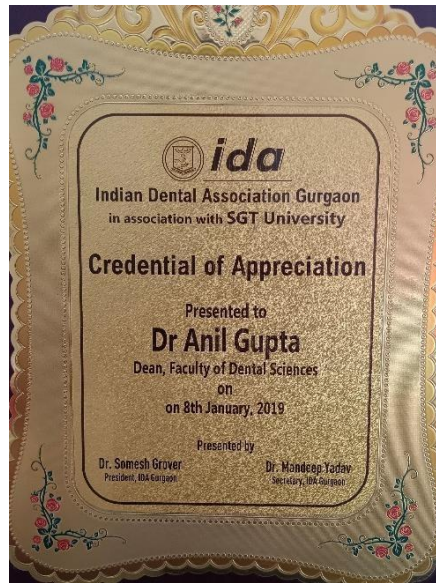 ida
Indian Dental Association Gurgaon
in association with SGT University
Credential of Appreciation
Presented to
Dr Anil Gupta
Dean, Faculty of Dental Sciences
on
on 8th January, 2019
Presented by
Dr. Somesh Grover Dr. Mandeep Yadav
President, IDA Gurgaon Secretary, IDA Gurgaon